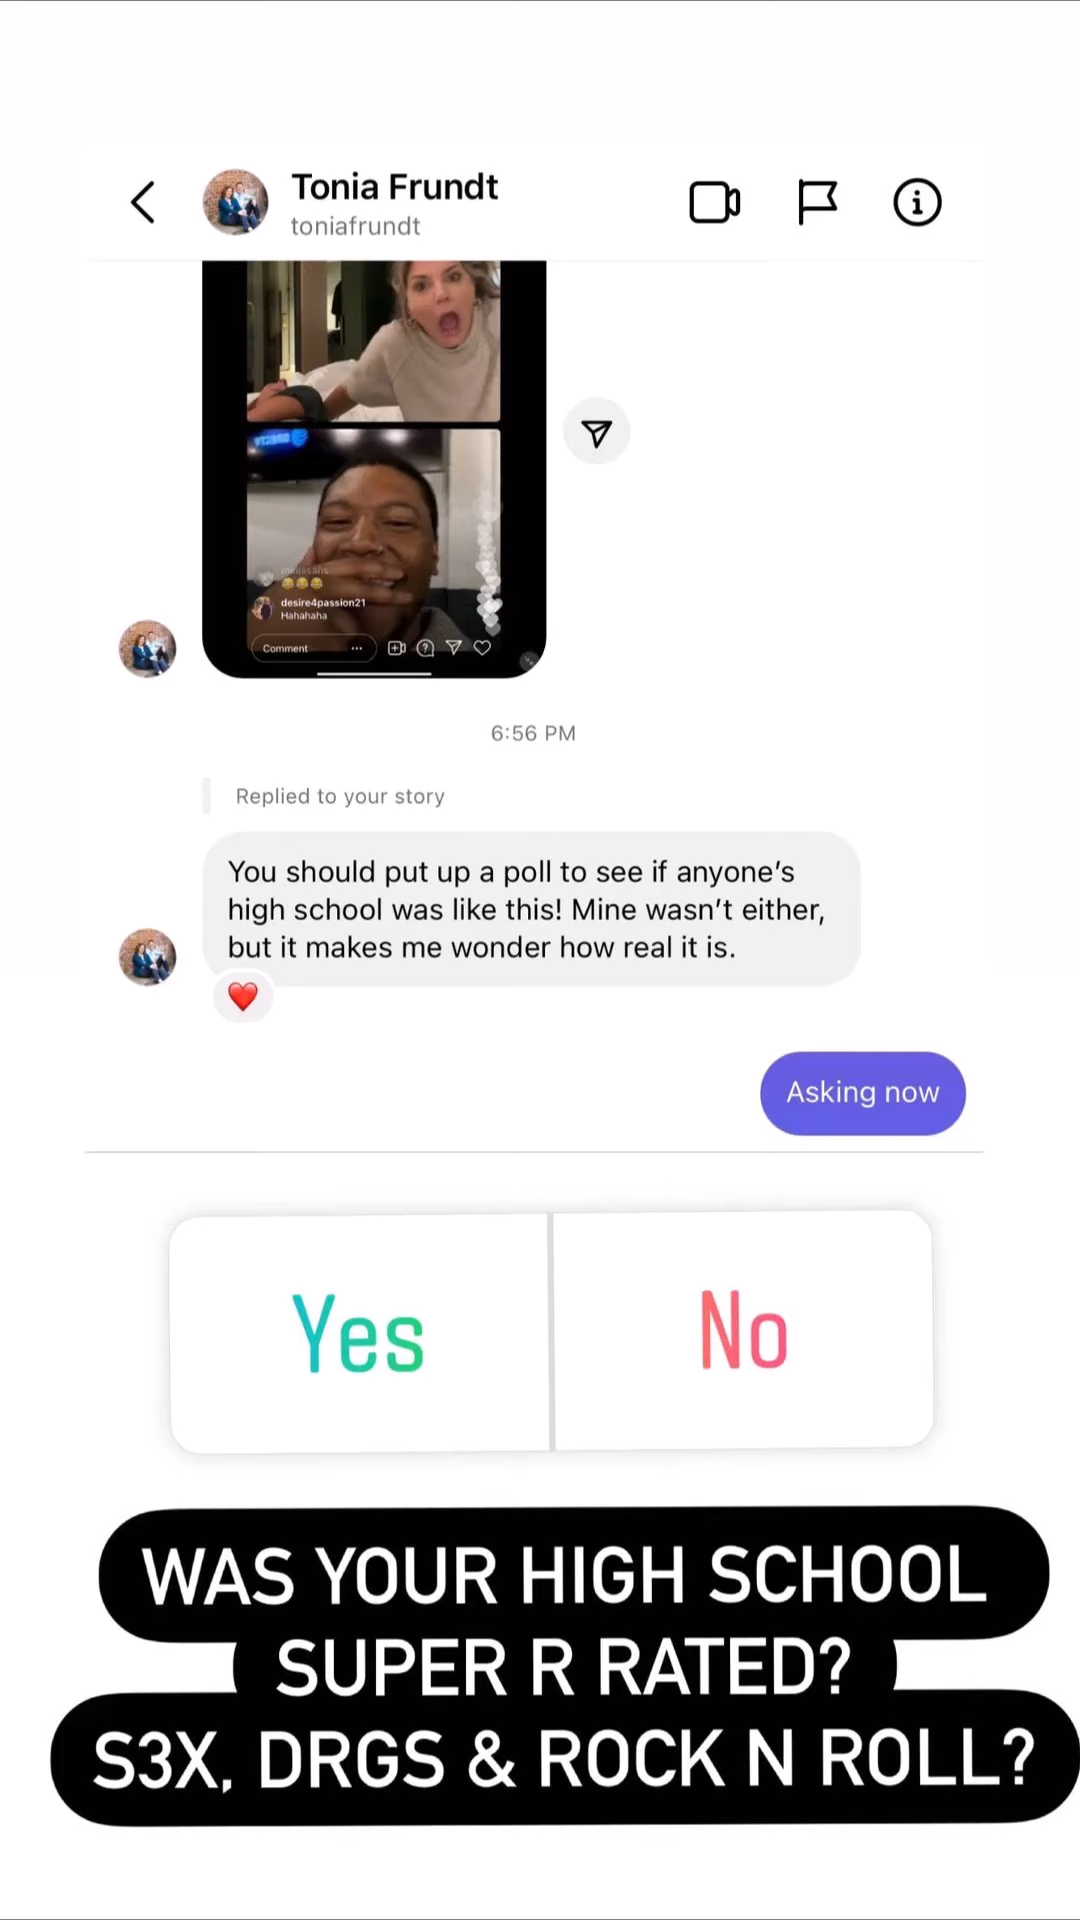 Tonia Frundt
toniafrundt
desire4passion21
Hahahaha
Comment
6:56 PM
Replied to your story
You should put up a poll to see if anyone's
high school was like this! Mine wasn't either,
but it makes me wonder how real it is.
Asking now
Yes
No
WAS YOUR HIGH SCHOOL
SUPER R RATED?
S3X, DRGS & ROCK N ROLL?